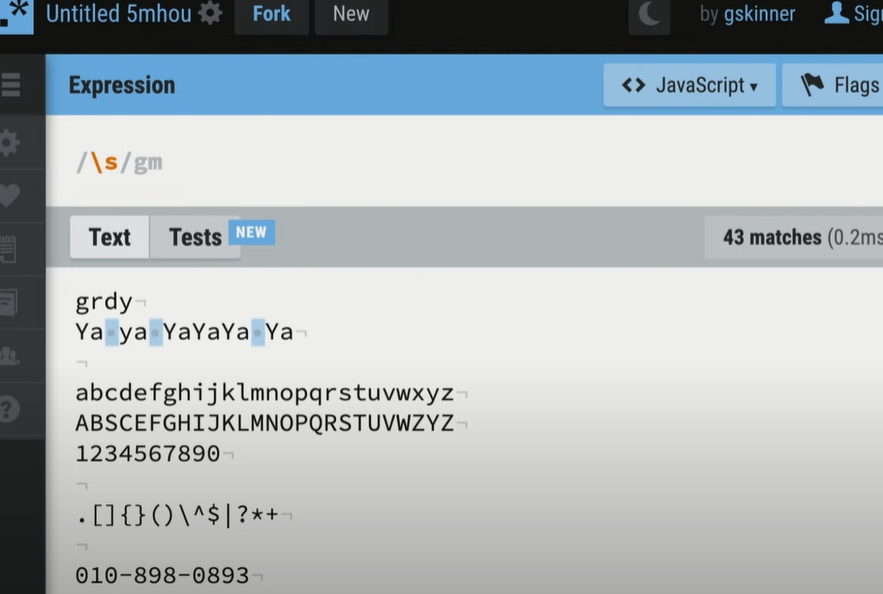 .* Untitled 5mhou Fork New by gskinner Sig
Expression <> JavaScript ▾ Flags
/\s/gm
Text Tests NEW 43 matches (0.2ms
grdy¬
Ya·ya·YaYaYa·Ya¬
¬
abcdefghijklmnopqrstuvwxyz¬
ABSCEFGHIJKLMNOPQRSTUVWZYZ¬
1234567890¬
¬
.[]{}()\^$|?*+¬
¬
010-898-0893¬